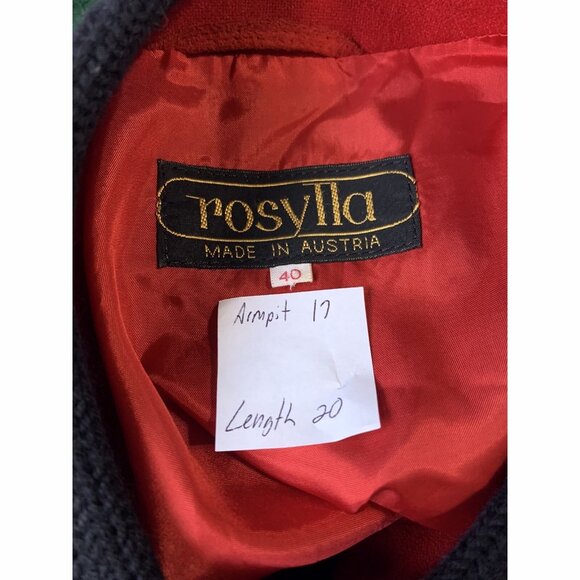 rosylla
MADE IN AUSTRIA
40
Armpit 17
Length 20